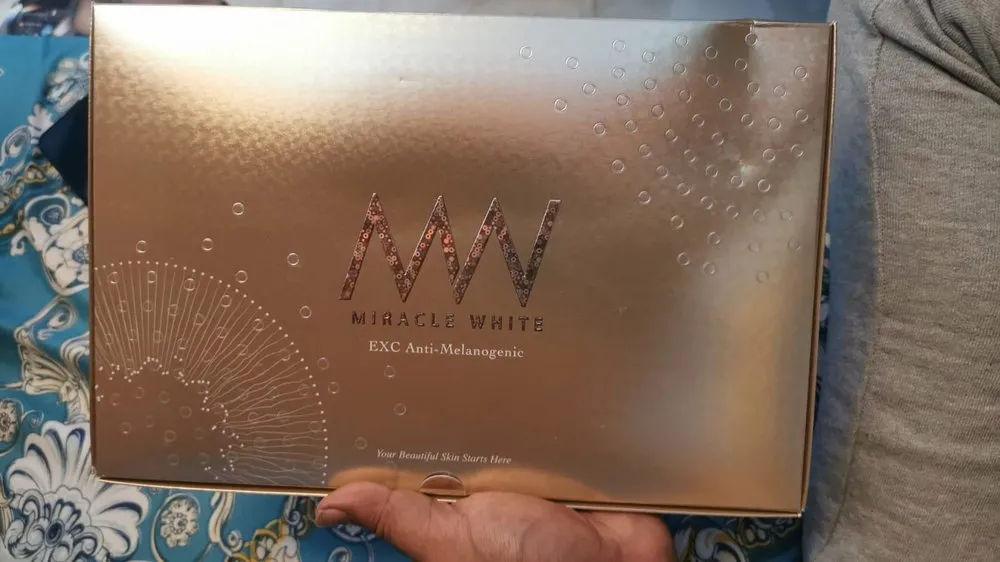 MW
MIRACLE WHITE
EXC Anti-Melanogenic
Your Beautiful Skin Starts Here